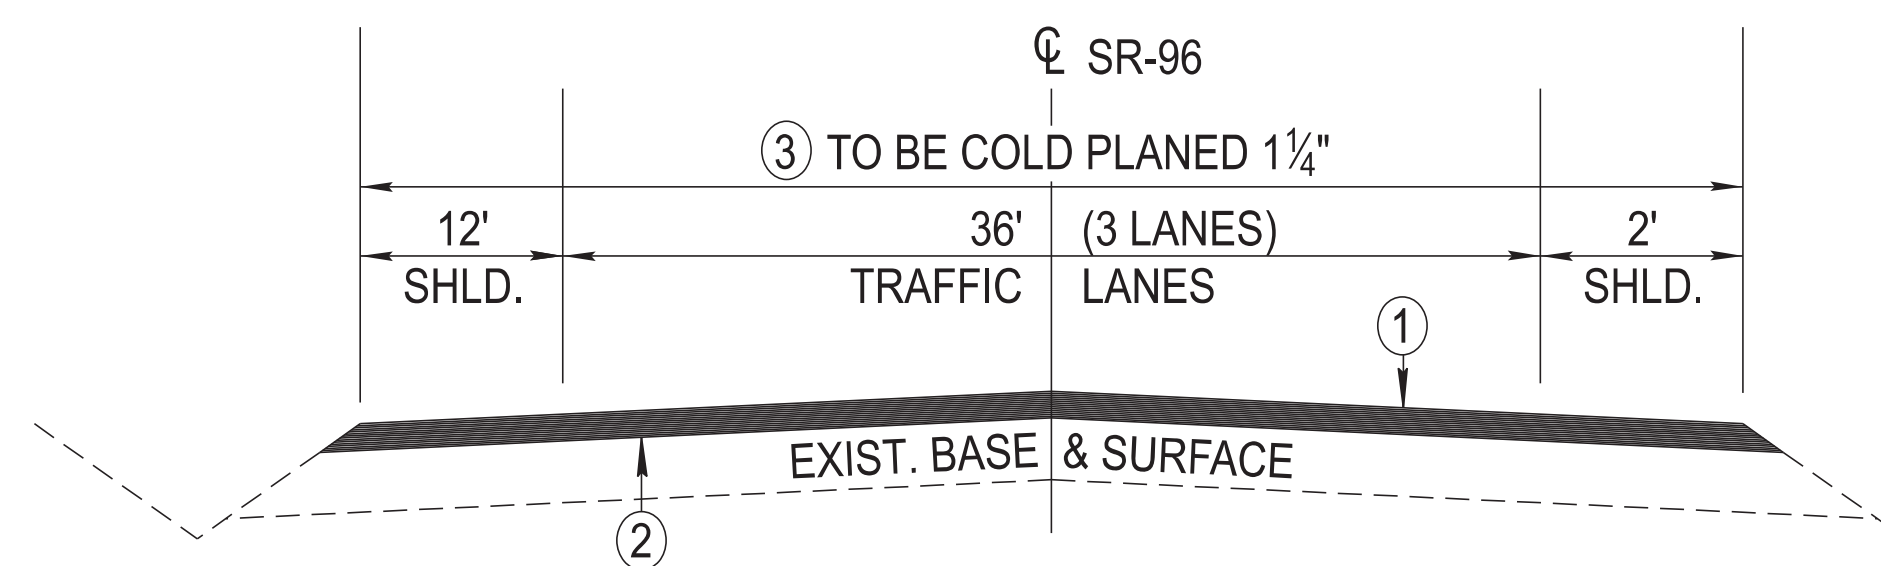 ℄ SR-96
③ TO BE COLD PLANED 1¼"
12' 36' (3 LANES) 2'
SHLD. TRAFFIC LANES SHLD.
①
EXIST. BASE & SURFACE
②